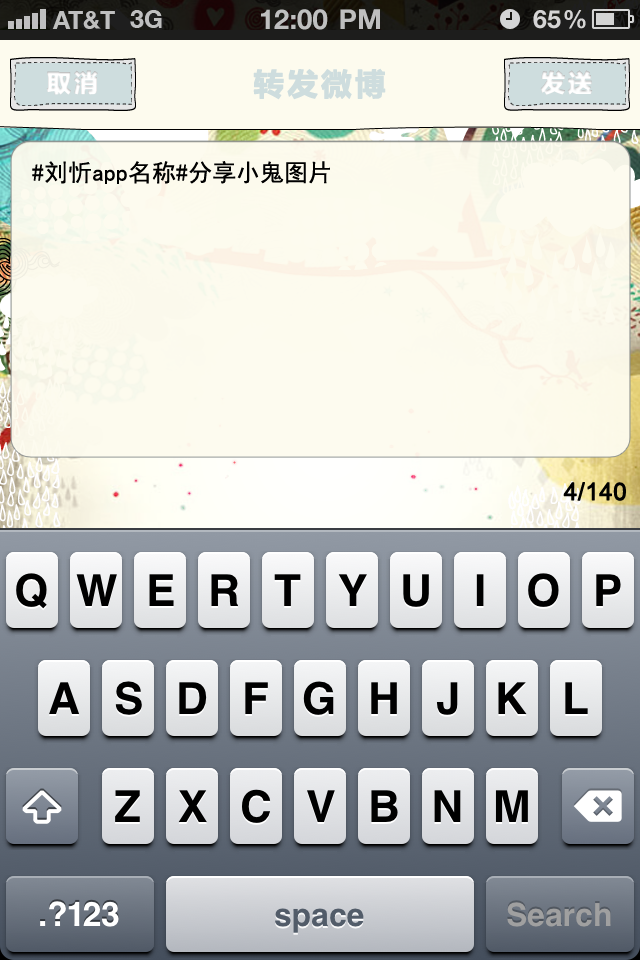 AT&T 3G 12:00 PM 65%
取消 转发微博 发送
#刘忻app名称#分享小鬼图片
4/140
Q W E R T Y U I O P
A S D F G H J K L
Z X C V B N M
.?123 space Search